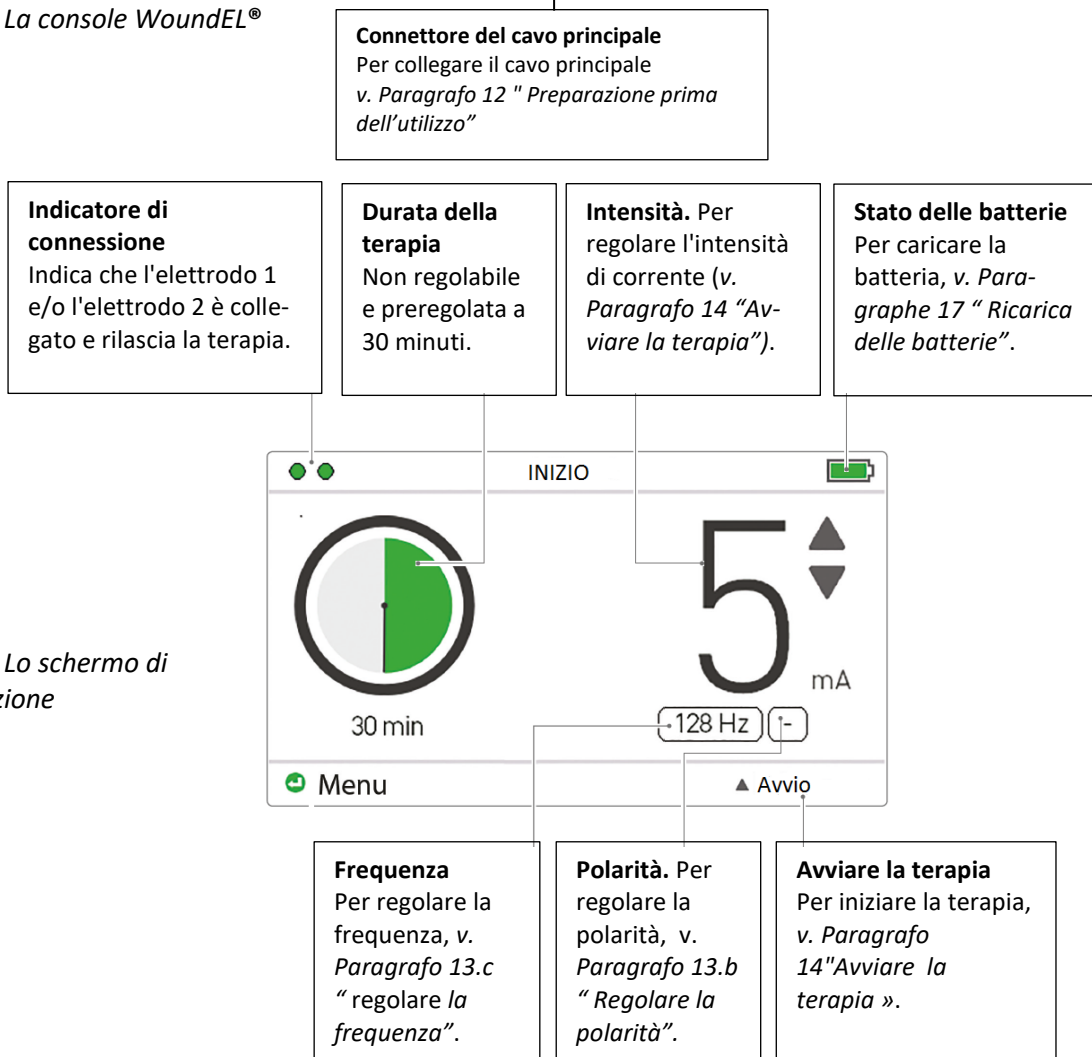 La console WoundEL®
Connettore del cavo principale
Per collegare il cavo principale
v. Paragrafo 12 " Preparazione prima
dell’utilizzo”
Indicatore di
connessione
Indica che l'elettrodo 1
e/o l'elettrodo 2 è colle-
gato e rilascia la terapia.
Durata della
terapia
Non regolabile
e preregolata a
30 minuti.
Intensità. Per
regolare l'intensità
di corrente (v.
Paragrafo 14 “Av-
viare la terapia”).
Stato delle batterie
Per caricare la
batteria, v. Para-
graphe 17 “ Ricarica
delle batterie”.
INIZIO
5
mA
30 min
128 Hz -
Menu
Avvio
Lo schermo di
zione
Frequenza
Per regolare la
frequenza, v.
Paragrafo 13.c
“ regolare la
frequenza”.
Polarità. Per
regolare la
polarità, v.
Paragrafo 13.b
“ Regolare la
polarità”.
Avviare la terapia
Per iniziare la terapia,
v. Paragrafo
14"Avviare la
terapia ».